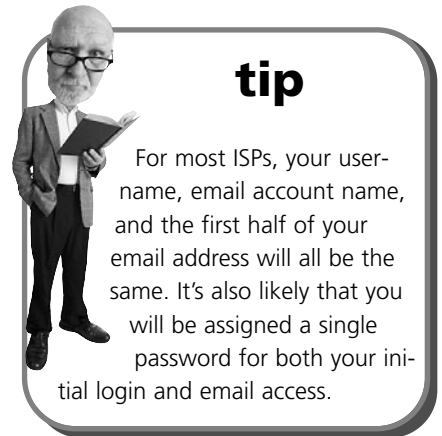 tip
For most ISPs, your user-
name, email account name,
and the first half of your
email address will all be the
same. It’s also likely that you
will be assigned a single
password for both your ini-
tial login and email access.